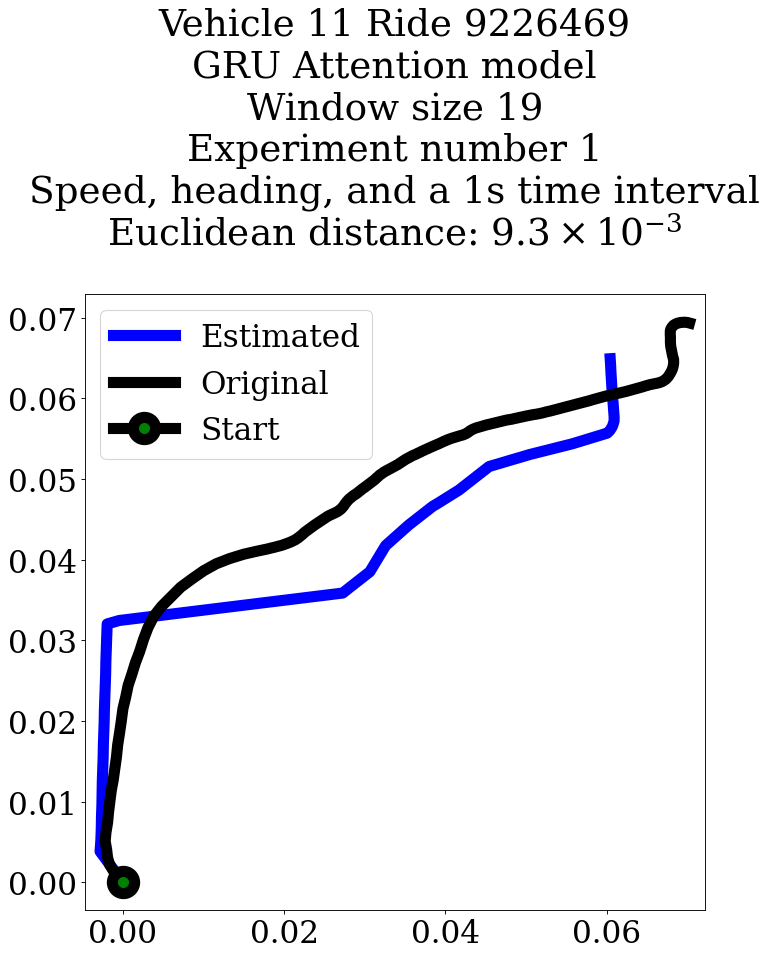 Vehicle 11 Ride 9226469
GRU Attention model
Window size 19
Experiment number 1
Speed, heading, and a 1s time interval
Euclidean distance: 9.3 × 10⁻³
Estimated
Original
Start
0.07
0.06
0.05
0.04
0.03
0.02
0.01
0.00
0.00 0.02 0.04 0.06